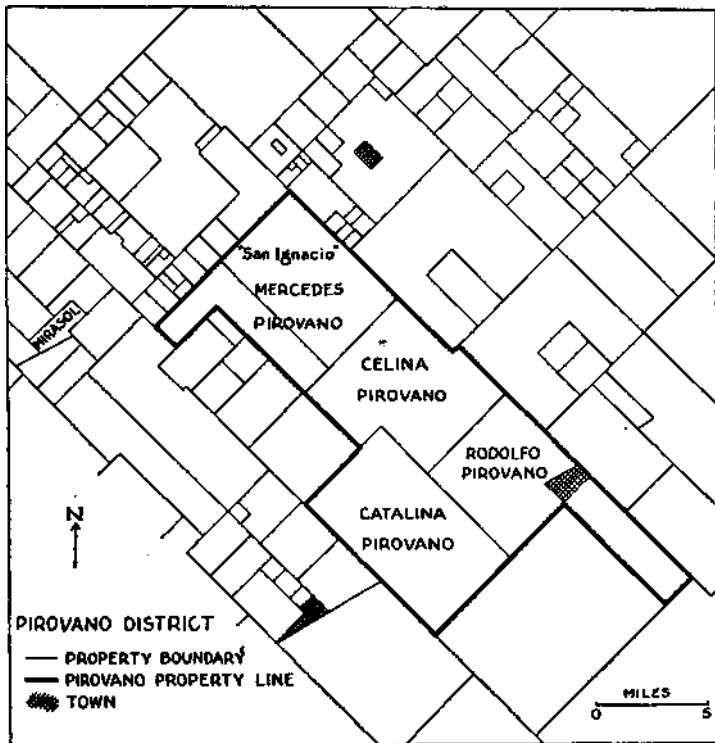 "San Ignacio"
MERCEDES
PIROVANO
MIRASOL
CELINA
PIROVANO
RODOLFO
PIROVANO
CATALINA
PIROVANO
N
PIROVANO DISTRICT
PROPERTY BOUNDARY
PIROVANO PROPERTY LINE
TOWN
MILES
0 5